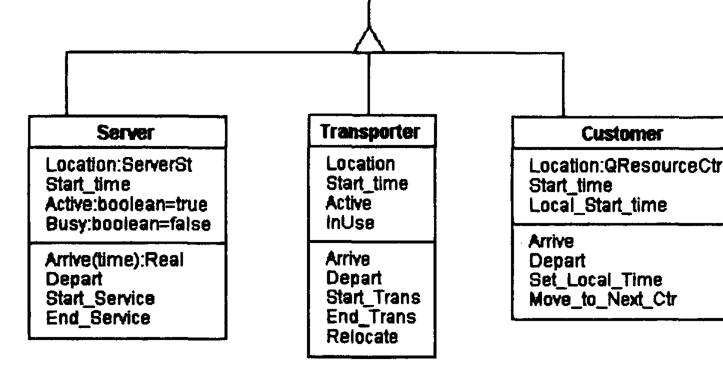 Server
Location:ServerSt
Start_time
Active:boolean=true
Busy:boolean=false
Arrive(time):Real
Depart
Start_Service
End_Service
Transporter
Location
Start_time
Active
InUse
Arrive
Depart
Start_Trans
End_Trans
Relocate
Customer
Location:QResourceCtr
Start_time
Local_Start_time
Arrive
Depart
Set_Local_Time
Move_to_Next_Ctr